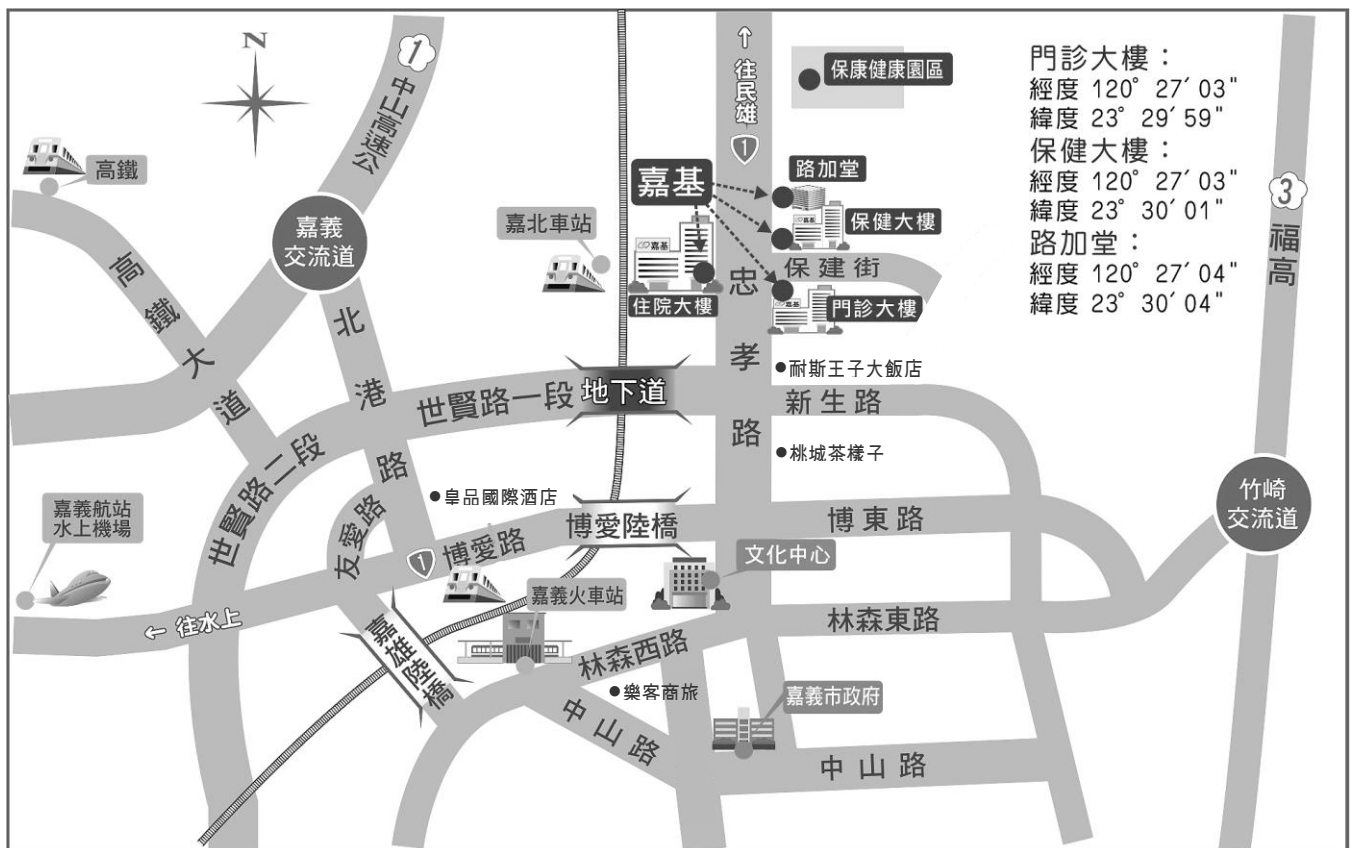 N
1
中山高速公
↑往民雄
1
保康健康園區
門診大樓：
經度 120° 27′ 03"
緯度 23° 29′ 59"
保健大樓：
經度 120° 27′ 03"
緯度 23° 30′ 01"
路加堂：
經度 120° 27′ 04"
緯度 23° 30′ 04"
3
福高
高鐵
嘉義
交流道
嘉北車站
嘉基
路加堂
嘉基
保健大樓
嘉基
住院大樓
保建街
嘉基
門診大樓
高鐵大道
北港路
忠孝路
世賢路一段
地下道
●耐斯王子大飯店
新生路
●桃城茶樣子
世賢路二段
友愛路
●皇品國際酒店
嘉義航站
水上機場
1
博愛路
博愛陸橋
博東路
竹崎
交流道
文化中心
嘉義火車站
←往水上
嘉雄陸橋
林森西路
林森東路
●樂客商旅
嘉義市政府
中山路
中山路